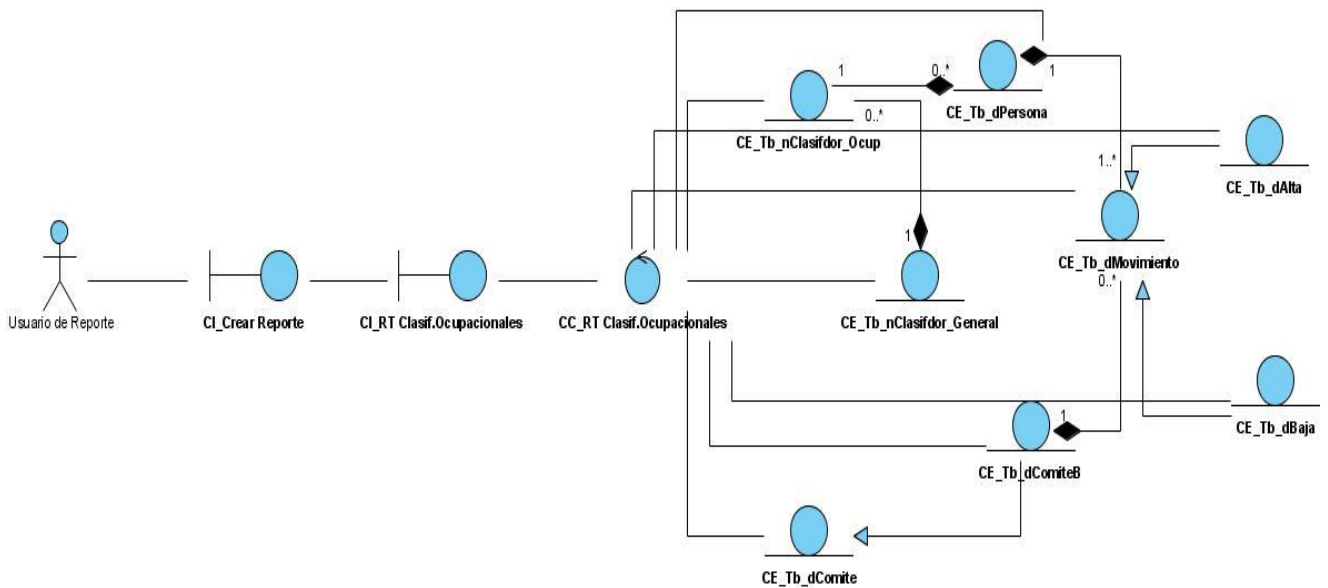 1
0..*
1
CE_Tb_dPersona
0..*
CE_Tb_nClasifdor_Ocup
1..*
CE_Tb_dAlta
1
CE_Tb_dMovimiento
0..*
Usuario de Reporte
CI_Crear Reporte
CI_RT Clasif.Ocupacionales
CC_RT Clasif.Ocupacionales
CE_Tb_nClasifdor_General
1
CE_Tb_dBaja
CE_Tb_dComiteB
CE_Tb_dComite